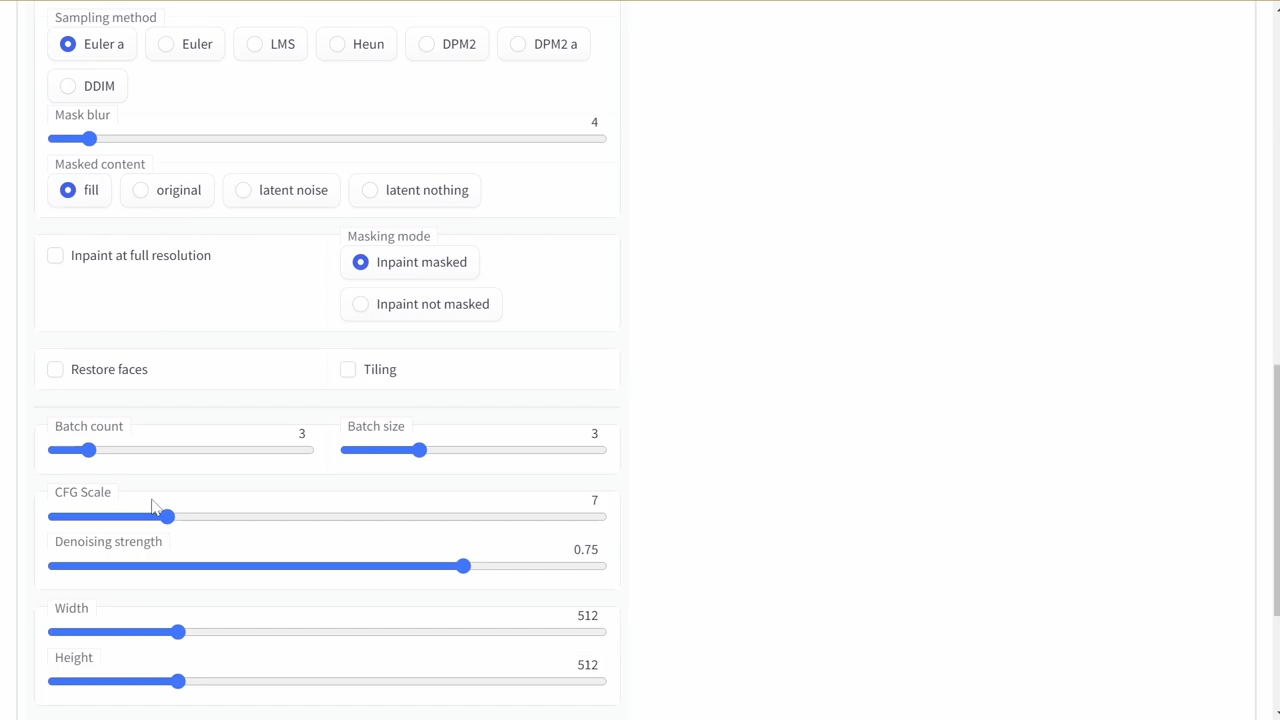 Sampling method
Euler a Euler LMS Heun DPM2 DPM2 a
DDIM
Mask blur 4
Masked content
fill original latent noise latent nothing
Inpaint at full resolution
Masking mode
Inpaint masked
Inpaint not masked
Restore faces Tiling
Batch count 3 Batch size 3
CFG Scale 7
Denoising strength 0.75
Width 512
Height 512